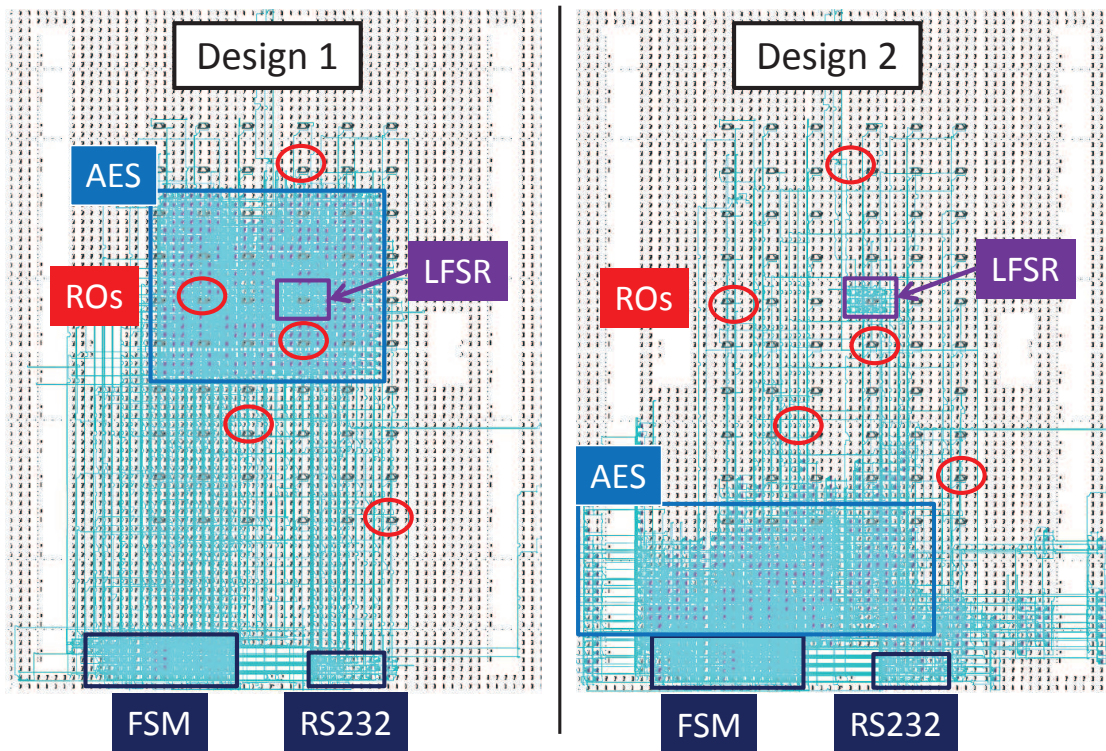 Design 1
AES
LFSR
ROs
FSM
RS232
Design 2
LFSR
ROs
AES
FSM
RS232